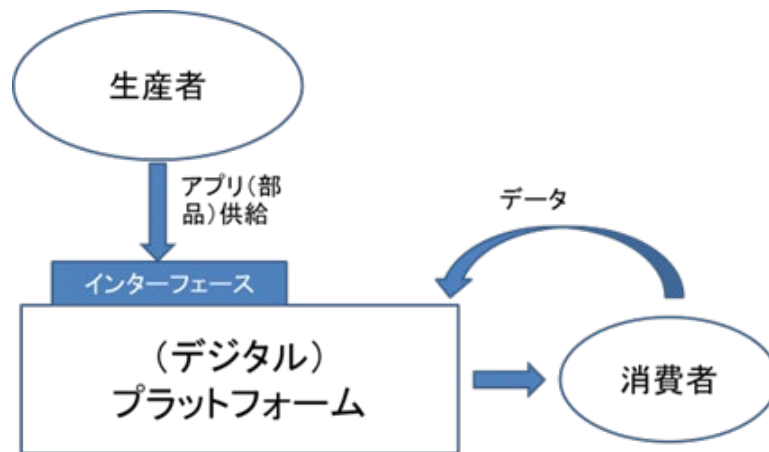 生産者
アプリ（部
品）供給
データ
インターフェース
（デジタル）
プラットフォーム
消費者